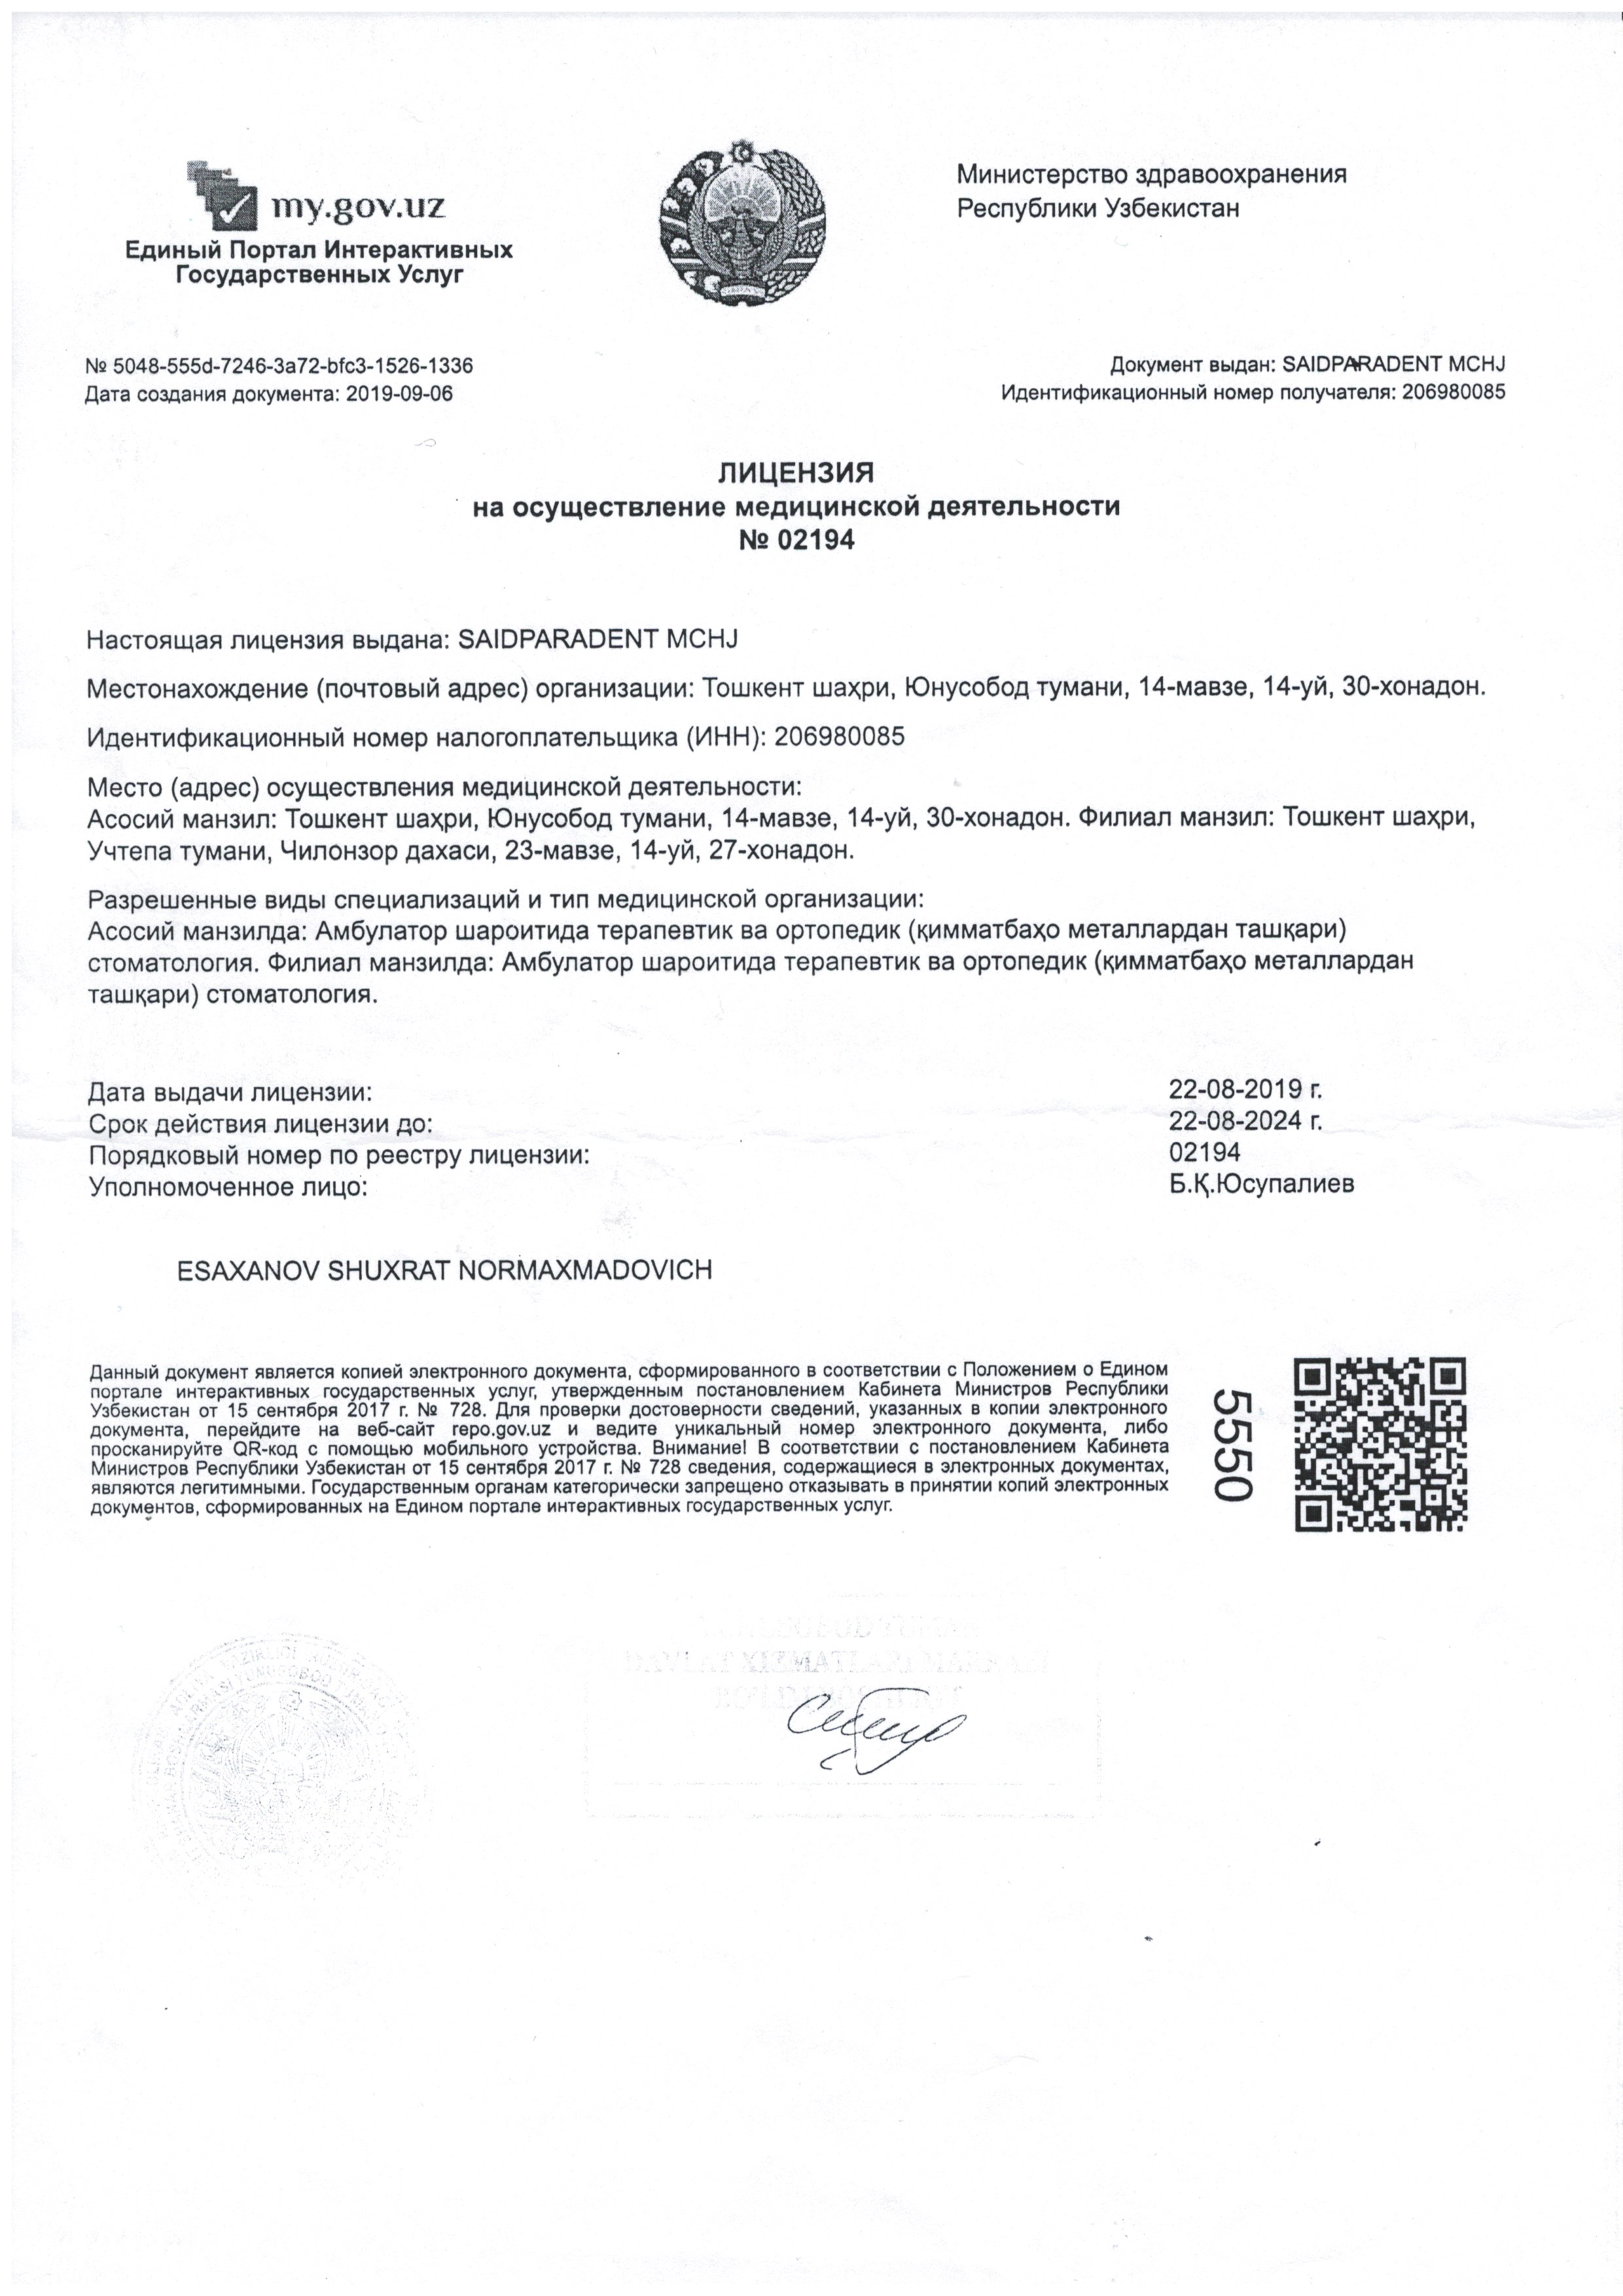 my.gov.uz
Единый Портал Интерактивных
Государственных Услуг
Министерство здравоохранения
Республики Узбекистан
№ 5048-555d-7246-3a72-bfc3-1526-1336
Дата создания документа: 2019-09-06
Документ выдан: SAIDPARADENT MCHJ
Идентификационный номер получателя: 206980085
ЛИЦЕНЗИЯ
на осуществление медицинской деятельности
№ 02194
Настоящая лицензия выдана: SAIDPARADENT MCHJ
Местонахождение (почтовый адрес) организации: Тошкент шаҳри, Юнусобод тумани, 14-мавзе, 14-уй, 30-хонадон.
Идентификационный номер налогоплательщика (ИНН): 206980085
Место (адрес) осуществления медицинской деятельности:
Асосий манзил: Тошкент шаҳри, Юнусобод тумани, 14-мавзе, 14-уй, 30-хонадон. Филиал манзил: Тошкент шаҳри,
Учтепа тумани, Чилонзор дахаси, 23-мавзе, 14-уй, 27-хонадон.
Разрешенные виды специализаций и тип медицинской организации:
Асосий манзилда: Амбулатор шароитида терапевтик ва ортопедик (қимматбаҳо металлардан ташқари)
стоматология. Филиал манзилда: Амбулатор шароитида терапевтик ва ортопедик (қимматбаҳо металлардан
ташқари) стоматология.
Дата выдачи лицензии: 22-08-2019 г.
Срок действия лицензии до: 22-08-2024 г.
Порядковый номер по реестру лицензии: 02194
Уполномоченное лицо: Б.Қ.Юсупалиев
ESAXANOV SHUXRAT NORMAXMADOVICH
Данный документ является копией электронного документа, сформированного в соответствии с Положением о Едином
портале интерактивных государственных услуг, утвержденным постановлением Кабинета Министров Республики
Узбекистан от 15 сентября 2017 г. № 728. Для проверки достоверности сведений, указанных в копии электронного
документа, перейдите на веб-сайт repo.gov.uz и ведите уникальный номер электронного документа, либо
просканируйте QR-код с помощью мобильного устройства. Внимание! В соответствии с постановлением Кабинета
Министров Республики Узбекистан от 15 сентября 2017 г. № 728 сведения, содержащиеся в электронных документах,
являются легитимными. Государственным органам категорически запрещено отказывать в принятии копий электронных
документов, сформированных на Едином портале интерактивных государственных услуг.
5550